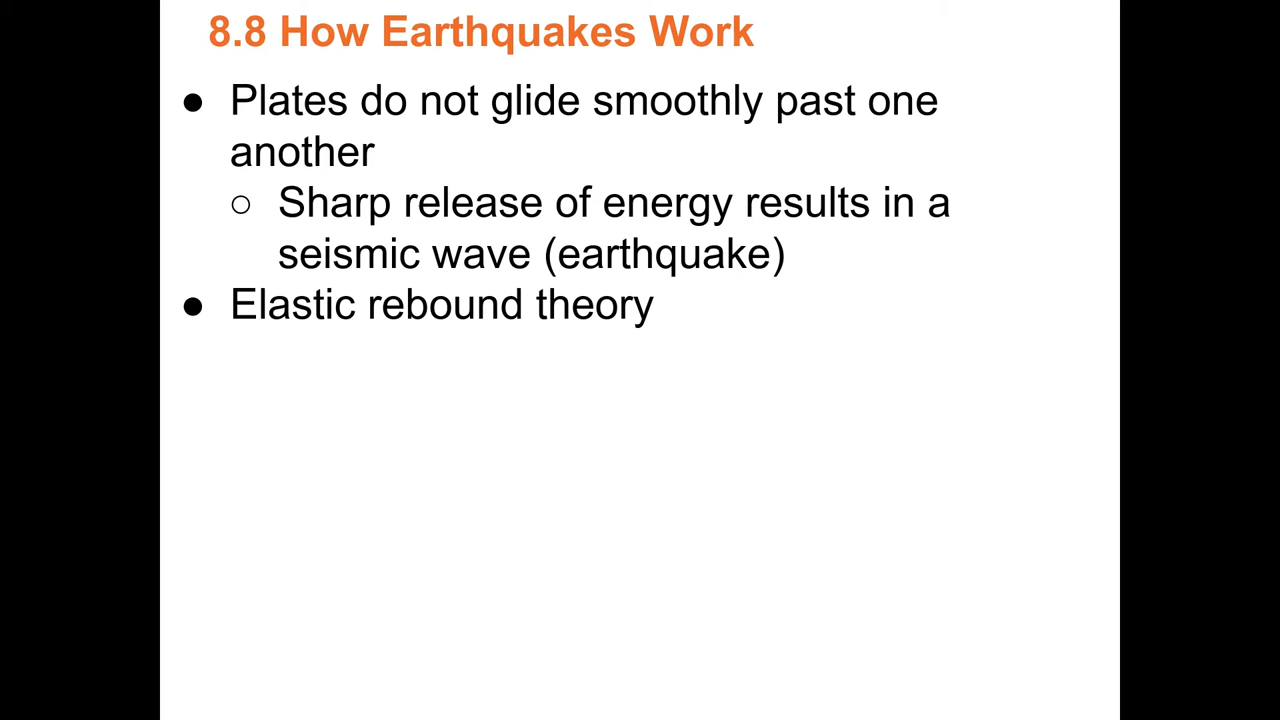 8.8 How Earthquakes Work
● Plates do not glide smoothly past one
another
○ Sharp release of energy results in a
seismic wave (earthquake)
● Elastic rebound theory